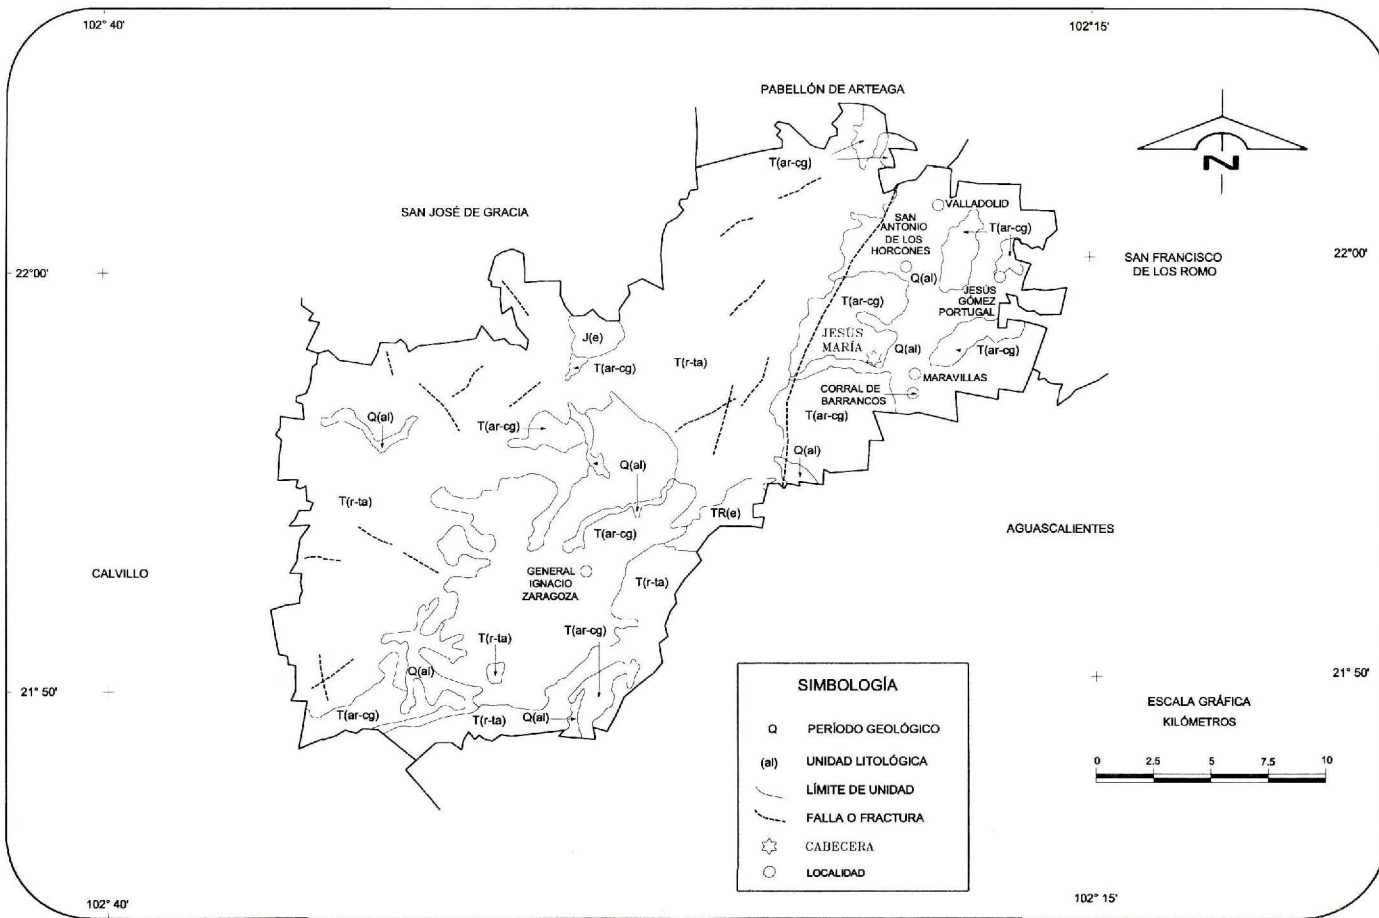 102° 40'
102° 15'
PABELLÓN DE ARTEAGA
T(ar-cg)
N
SAN JOSÉ DE GRACIA
VALLADOLID
SAN
ANTONIO
DE LOS
HORCONES
T(ar-cg)
SAN FRANCISCO
DE LOS ROMO
22°00'
22°00'
Q(al)
JESÚS
GÓMEZ
PORTUGAL
T(ar-cg)
J(e)
JESÚS
MARÍA
Q(al)
T(ar-cg)
T(ar-cg)
T(r-ta)
MARAVILLAS
CORRAL DE
BARRANCOS
Q(al)
T(ar-cg)
T(ar-cg)
Q(al)
Q(al)
T(r-ta)
TR(e)
T(ar-cg)
AGUASCALIENTES
CALVILLO
GENERAL
IGNACIO
ZARAGOZA
T(r-ta)
T(r-ta)
T(ar-cg)
Q(al)
21° 50'
21° 50'
T(ar-cg)
T(r-ta)
Q(al)
SIMBOLOGÍA
Q PERÍODO GEOLÓGICO
(al) UNIDAD LITOLÓGICA
LÍMITE DE UNIDAD
FALLA O FRACTURA
CABECERA
LOCALIDAD
ESCALA GRÁFICA
KILÓMETROS
0 2.5 5 7.5 10
102° 40'
102° 15'